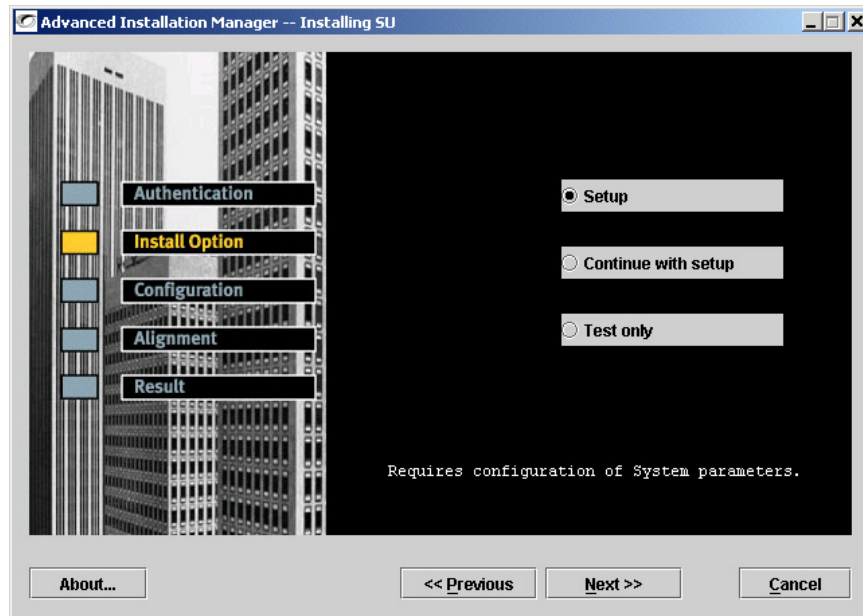 Advanced Installation Manager -- Installing SU
Authentication
Install Option
Configuration
Alignment
Result
Setup
Continue with setup
Test only
Requires configuration of System parameters.
About...
<< Previous
Next >>
Cancel